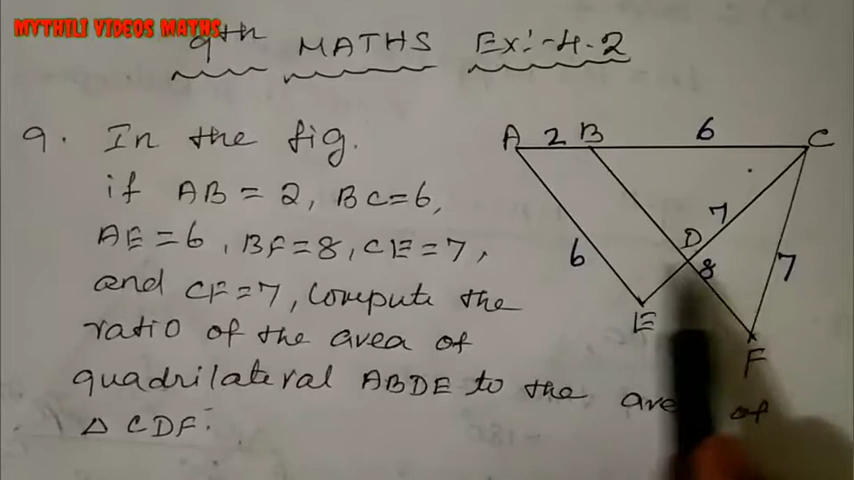 MYTHILI VIDEOS MATHS
9th MATHS Ex:-4.2
9. In the fig.
if AB = 2, BC=6,
AE=6, BF=8, CE=7,
and CF=7, compute the
ratio of the area of
quadrilateral ABDE to the area of
Δ CDF.
A 2 B 6 C
D 7
6 8 7
E
F